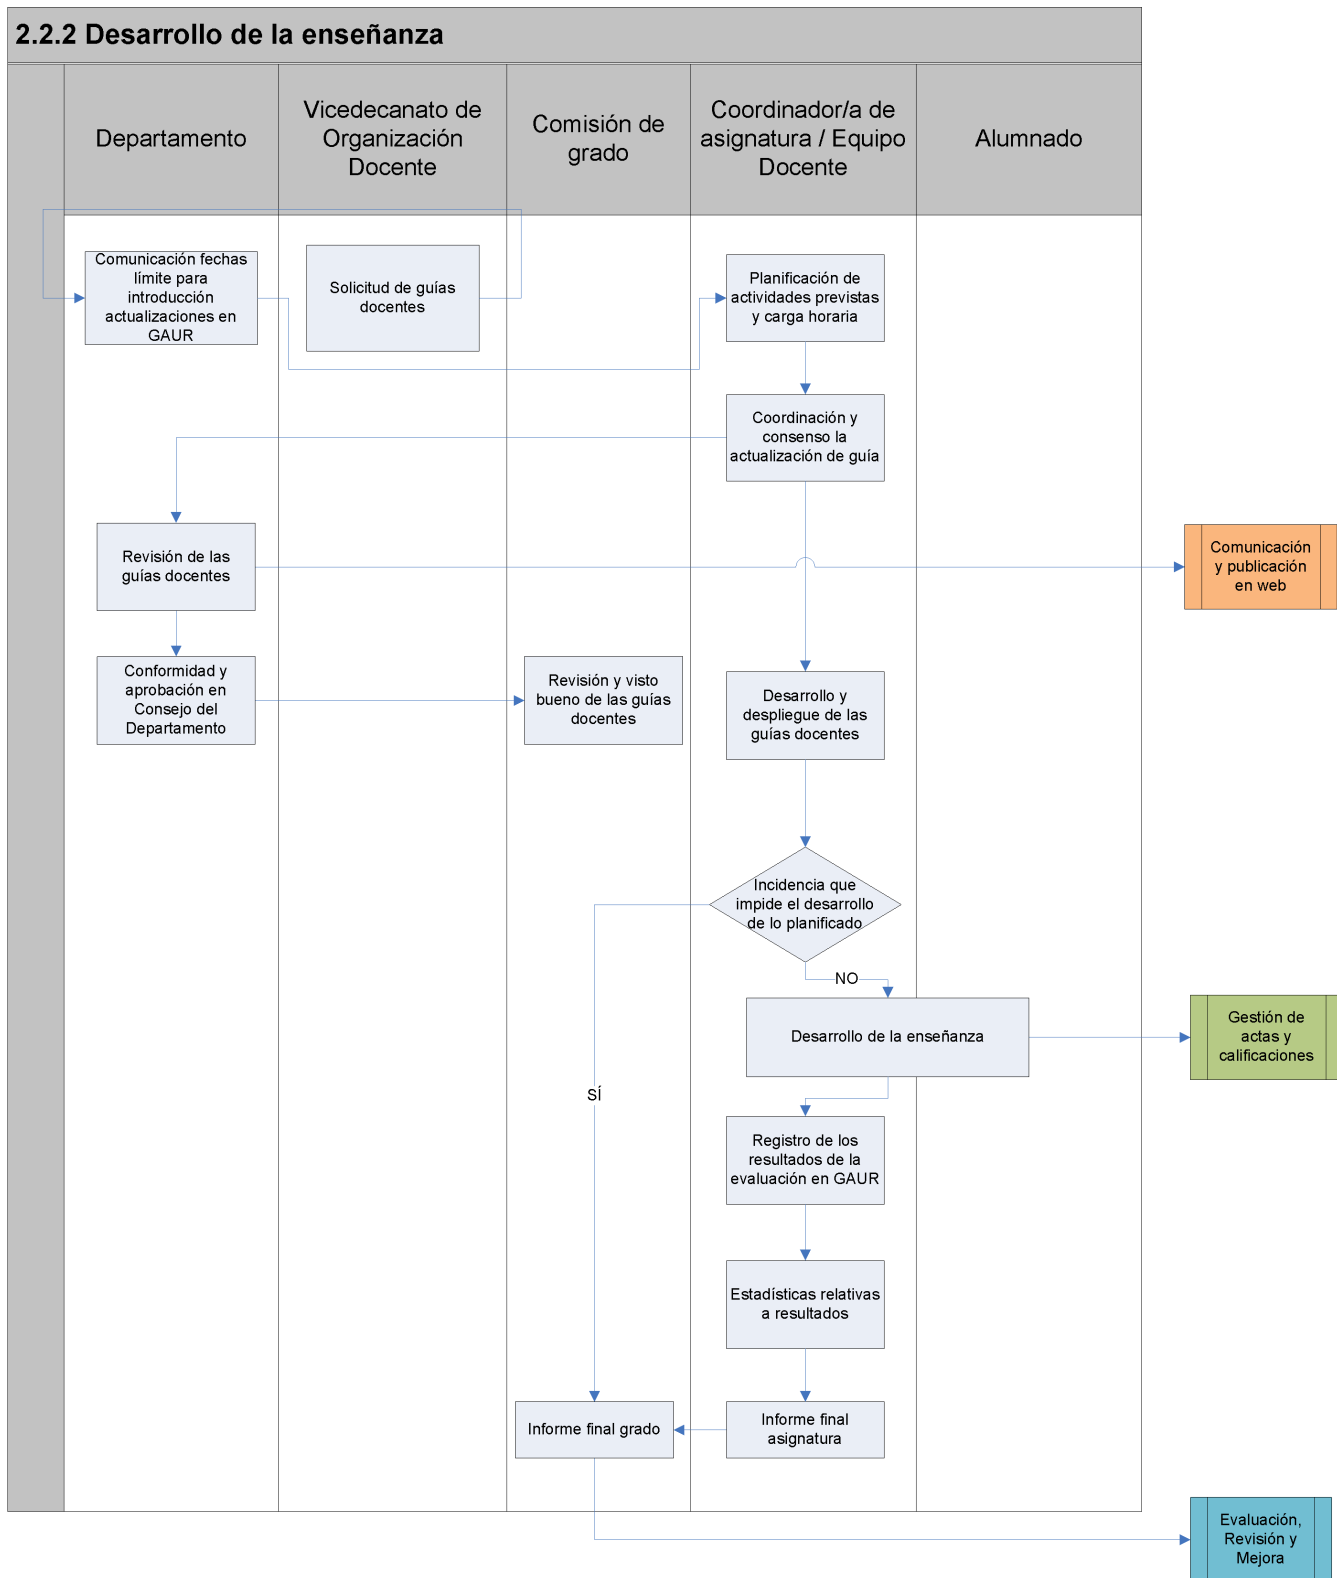 2.2.2 Desarrollo de la enseñanza
Departamento
Vicedecanato de
Organización
Docente
Comisión de
grado
Coordinador/a de
asignatura / Equipo
Docente
Alumnado
Comunicación fechas
límite para
introducción
actualizaciones en
GAUR
Solicitud de guías
docentes
Planificación de
actividades previstas
y carga horaria
Coordinación y
consenso la
actualización de guía
Revisión de las
guías docentes
Comunicación
y publicación
en web
Conformidad y
aprobación en
Consejo del
Departamento
Revisión y visto
bueno de las guías
docentes
Desarrollo y
despliegue de las
guías docentes
Incidencia que
impide el desarrollo
de lo planificado
NO
Desarrollo de la enseñanza
Gestión de
actas y
calificaciones
SÍ
Registro de los
resultados de la
evaluación en GAUR
Estadísticas relativas
a resultados
Informe final grado
Informe final
asignatura
Evaluación,
Revisión y
Mejora